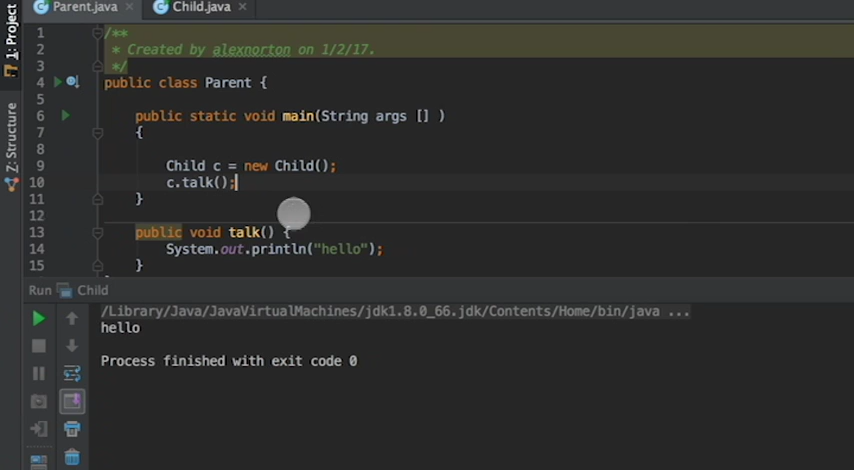 Parent.java × Child.java ×
1: Project
Z: Structure
1 /**
2 * Created by alexnorton on 1/2/17.
3 */
4 public class Parent {
5
6 public static void main(String args [] )
7 {
8
9 Child c = new Child();
10 c.talk();
11 }
12
13 public void talk() {
14 System.out.println("hello");
15 }
Run Child
/Library/Java/JavaVirtualMachines/jdk1.8.0_66.jdk/Contents/Home/bin/java ...
hello
Process finished with exit code 0